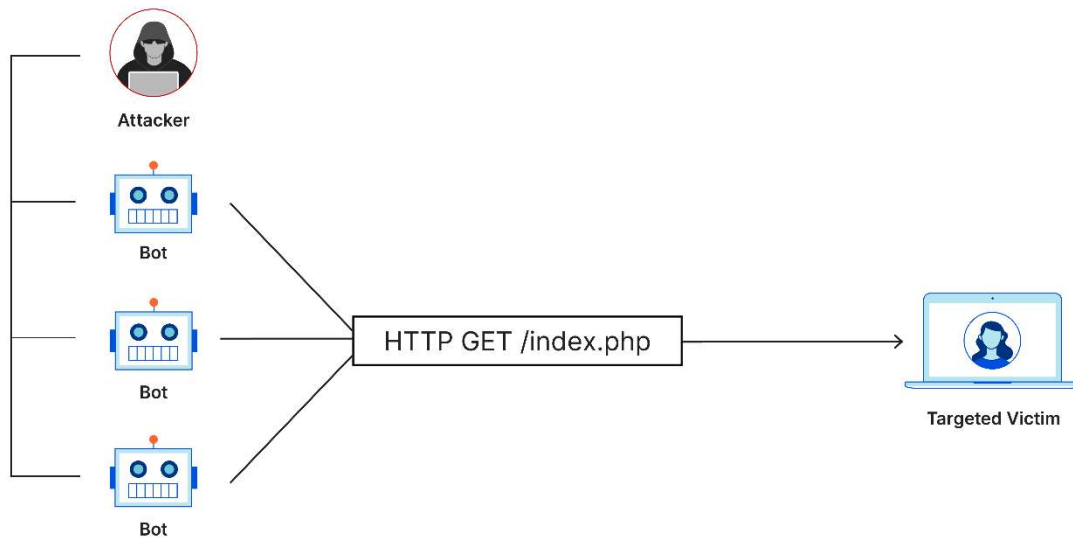 Attacker
Bot
Bot
Bot
HTTP GET /index.php
Targeted Victim